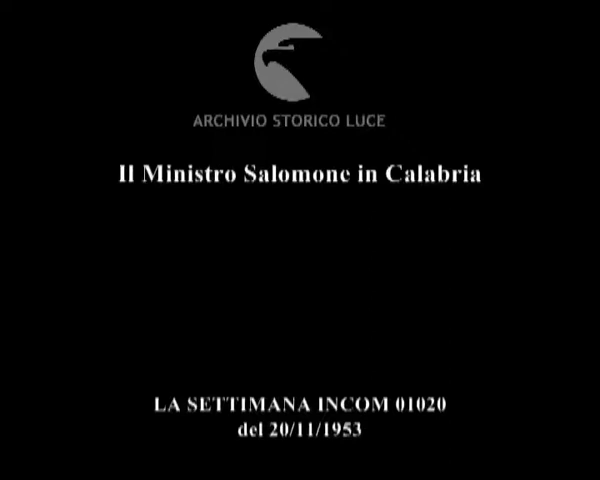 ARCHIVIO STORICO LUCE
Il Ministro Salomone in Calabria
LA SETTIMANA INCOM 01020
del 20/11/1953